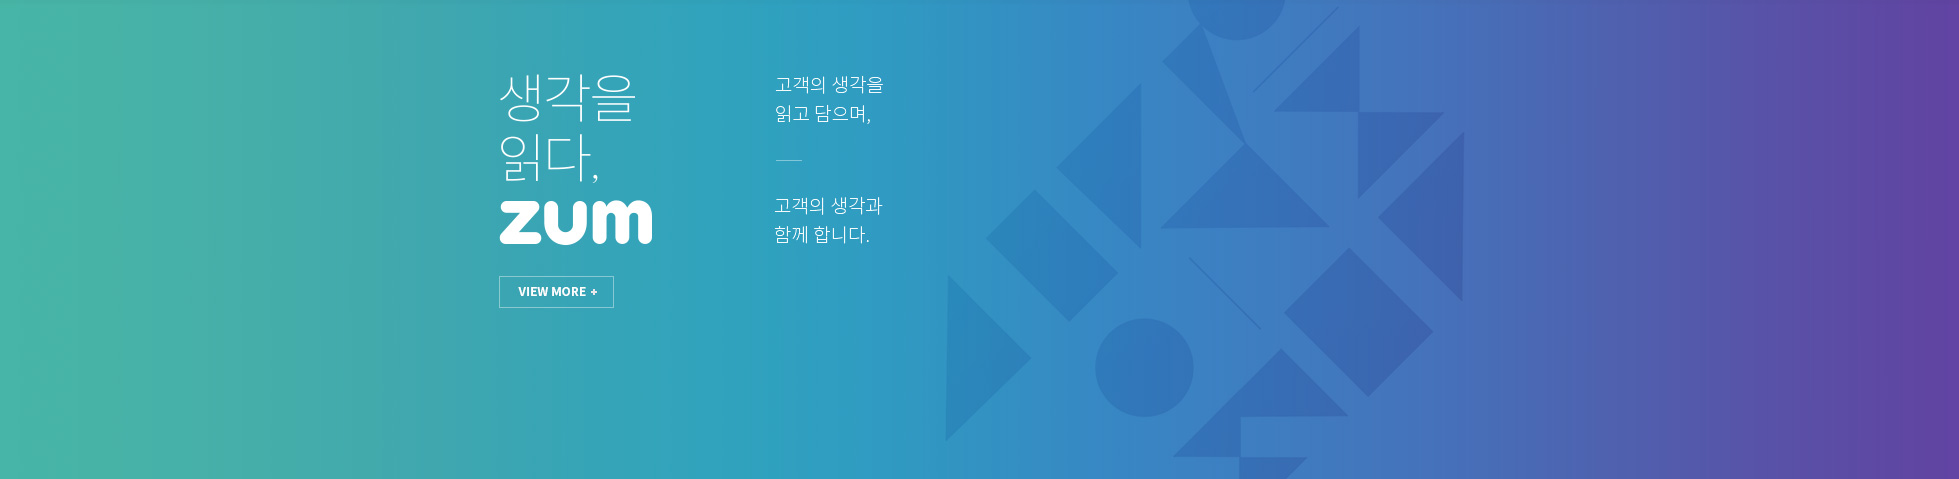 생각을
읽다,
zum
VIEW MORE +
고객의 생각을
읽고 담으며,
고객의 생각과
함께 합니다.